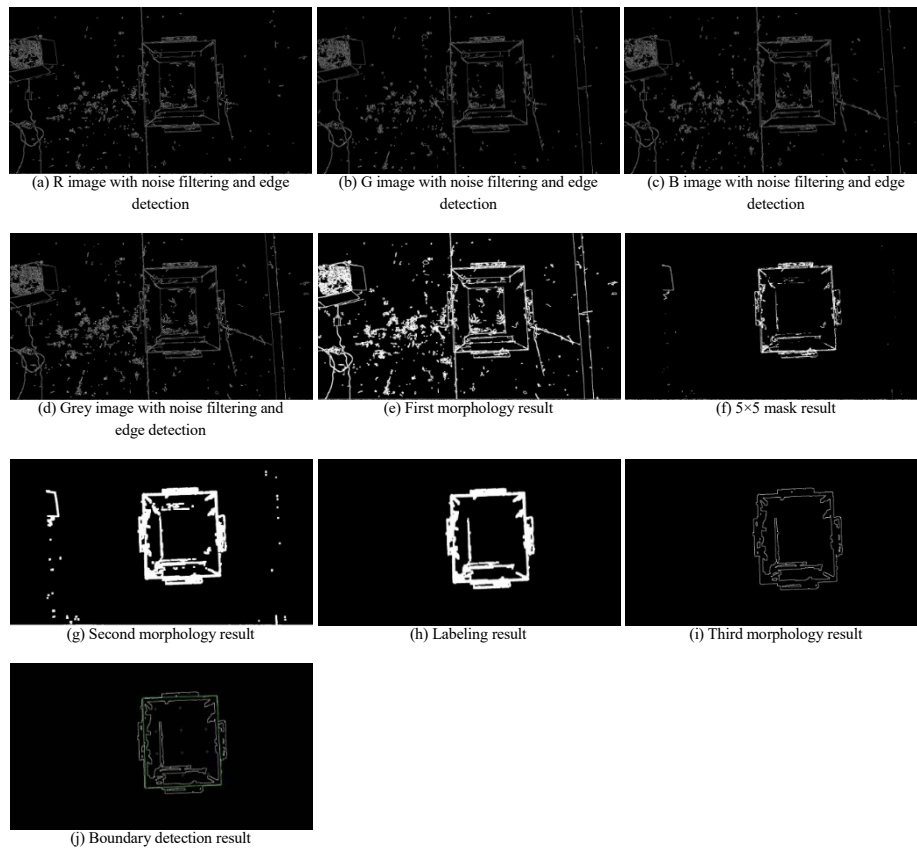 (a) R image with noise filtering and edge
detection
(b) G image with noise filtering and edge
detection
(c) B image with noise filtering and edge
detection
(d) Grey image with noise filtering and
edge detection
(e) First morphology result
(f) 5×5 mask result
(g) Second morphology result
(h) Labeling result
(i) Third morphology result
(j) Boundary detection result